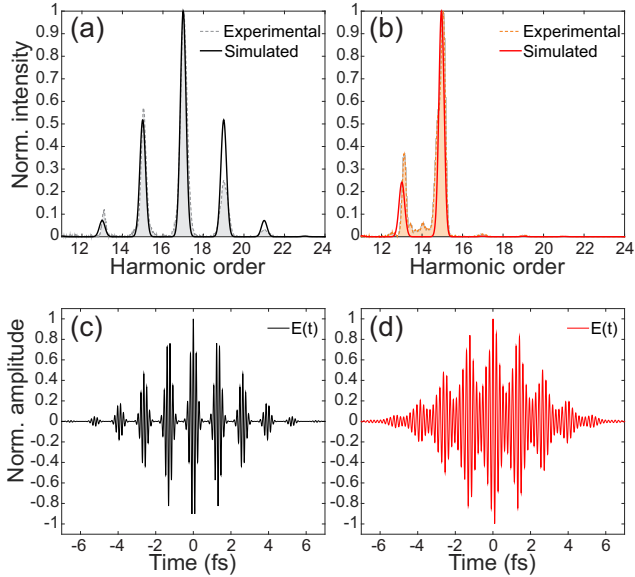 (a)
Experimental
Simulated
Norm. intensity
1
0.9
0.8
0.7
0.6
0.5
0.4
0.3
0.2
0.1
0
12 14 16 18 20 22 24
Harmonic order
(b)
Experimental
Simulated
1
0.9
0.8
0.7
0.6
0.5
0.4
0.3
0.2
0.1
0
12 14 16 18 20 22 24
Harmonic order
(c)
E(t)
Norm. amplitude
1
0.8
0.6
0.4
0.2
0
-0.2
-0.4
-0.6
-0.8
-1
-6 -4 -2 0 2 4 6
Time (fs)
(d)
E(t)
1
0.8
0.6
0.4
0.2
0
-0.2
-0.4
-0.6
-0.8
-1
-6 -4 -2 0 2 4 6
Time (fs)